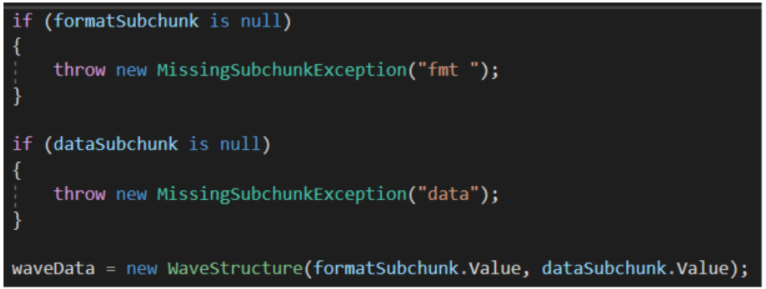 if (formatSubchunk is null)
{
    throw new MissingSubchunkException("fmt ");
}

if (dataSubchunk is null)
{
    throw new MissingSubchunkException("data");
}

waveData = new WaveStructure(formatSubchunk.Value, dataSubchunk.Value);